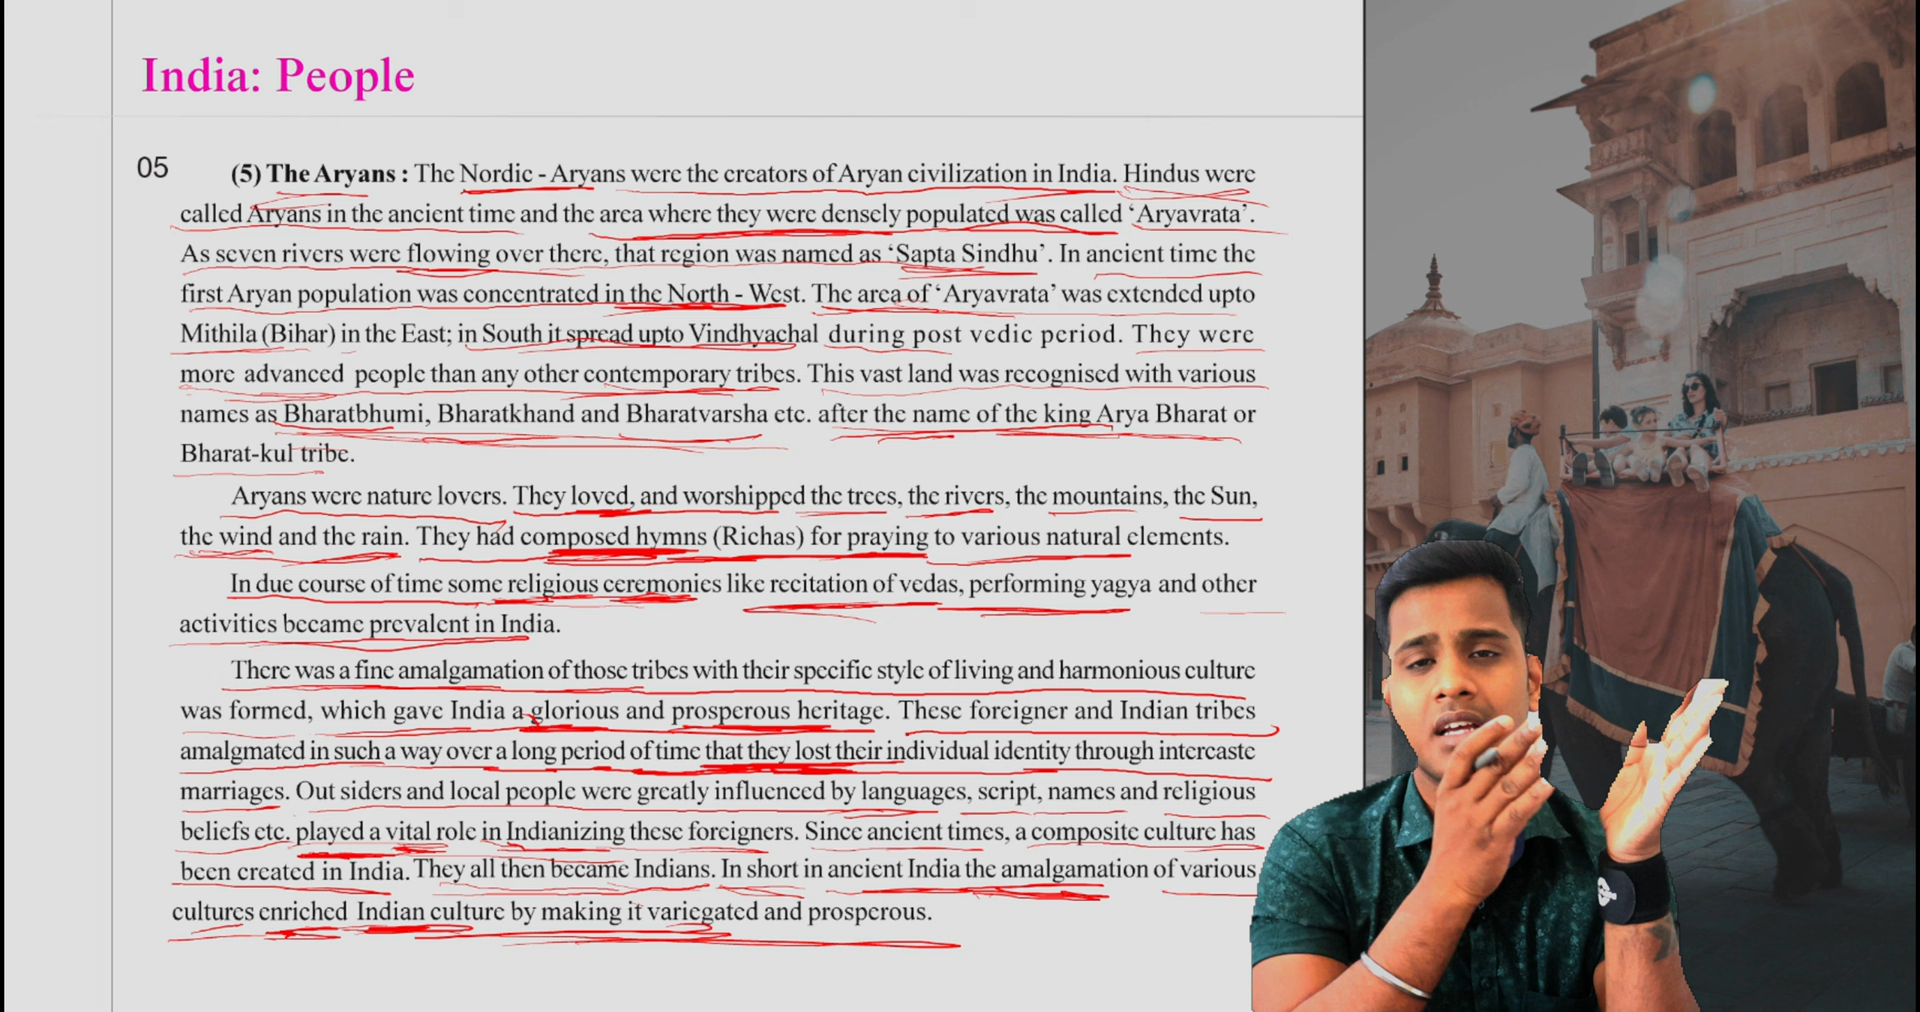 India: People
05 (5) The Aryans : The Nordic - Aryans were the creators of Aryan civilization in India. Hindus were
called Aryans in the ancient time and the area where they were densely populated was called ‘Aryavrata’.
As seven rivers were flowing over there, that region was named as ‘Sapta Sindhu’. In ancient time the
first Aryan population was concentrated in the North - West. The area of ‘Aryavrata’ was extended upto
Mithila (Bihar) in the East; in South it spread upto Vindhyachal during post vedic period. They were
more advanced people than any other contemporary tribes. This vast land was recognised with various
names as Bharatbhumi, Bharatkhand and Bharatvarsha etc. after the name of the king Arya Bharat or
Bharat-kul tribe.
Aryans were nature lovers. They loved, and worshipped the trees, the rivers, the mountains, the Sun,
the wind and the rain. They had composed hymns (Richas) for praying to various natural elements.
In due course of time some religious ceremonies like recitation of vedas, performing yagya and other
activities became prevalent in India.
There was a fine amalgamation of those tribes with their specific style of living and harmonious culture
was formed, which gave India a glorious and prosperous heritage. These foreigner and Indian tribes
amalgmated in such a way over a long period of time that they lost their individual identity through intercaste
marriages. Out siders and local people were greatly influenced by languages, script, names and religious
beliefs etc. played a vital role in Indianizing these foreigners. Since ancient times, a composite culture has
been created in India. They all then became Indians. In short in ancient India the amalgamation of various
cultures enriched Indian culture by making it variegated and prosperous.